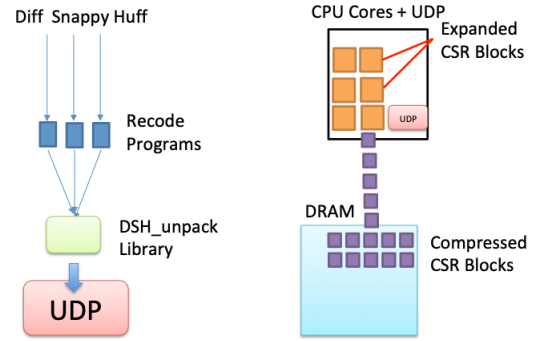 Diff Snappy Huff
Recode
Programs
DSH_unpack
Library
UDP
CPU Cores + UDP
Expanded
CSR Blocks
UDP
DRAM
Compressed
CSR Blocks